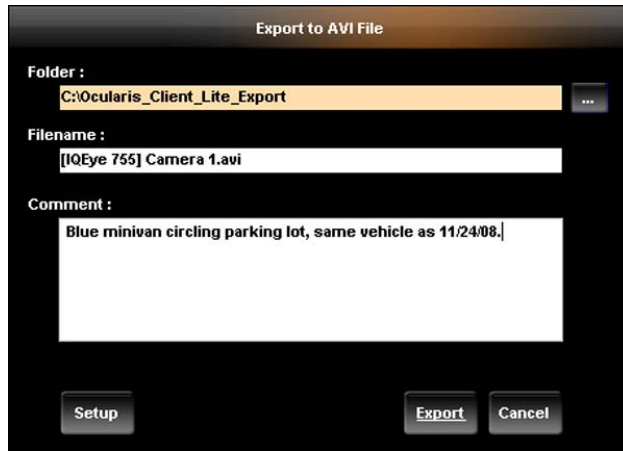 Export to AVI File
Folder :
C:\Ocularis_Client_Lite_Export
...
Filename :
[IQEye 755] Camera 1.avi
Comment :
Blue minivan circling parking lot, same vehicle as 11/24/08.
Setup
Export
Cancel